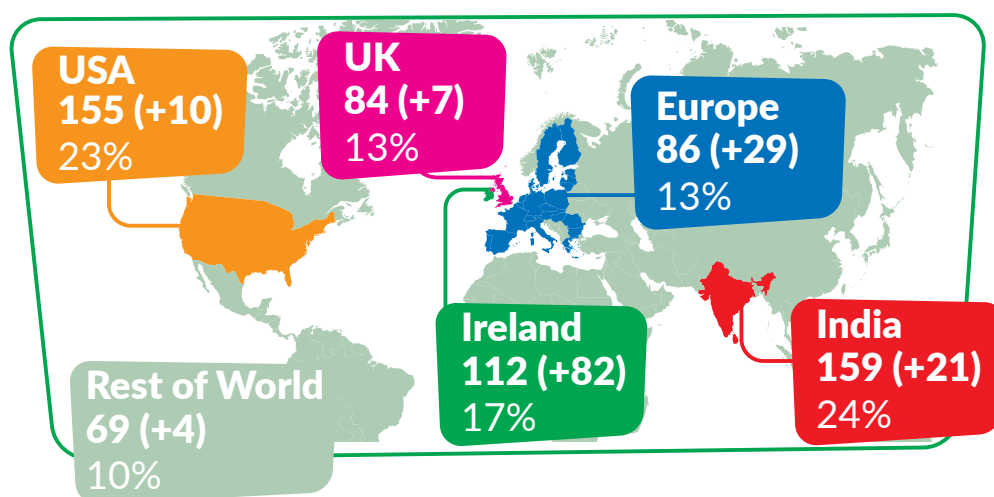 USA
155 (+10)
23%
UK
84 (+7)
13%
Europe
86 (+29)
13%
Ireland
112 (+82)
17%
India
159 (+21)
24%
Rest of World
69 (+4)
10%